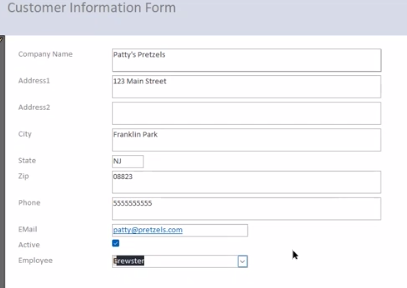 Customer Information Form
Company Name Patty's Pretzels
Address1 123 Main Street
Address2
City Franklin Park
State NJ
Zip 08823
Phone 5555555555
EMail patty@pretzels.com
Active
Employee Brewster